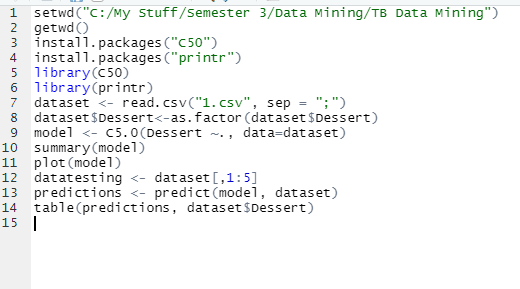 1 setwd("C:/My Stuff/Semester 3/Data Mining/TB Data Mining")
2 getwd()
3 install.packages("C50")
4 install.packages("printr")
5 library(C50)
6 library(printr)
7 dataset <- read.csv("1.csv", sep = ";")
8 dataset$Dessert<-as.factor(dataset$Dessert)
9 model <- C5.0(Dessert ~., data=dataset)
10 summary(model)
11 plot(model)
12 datatesting <- dataset[,1:5]
13 predictions <- predict(model, dataset)
14 table(predictions, dataset$Dessert)
15